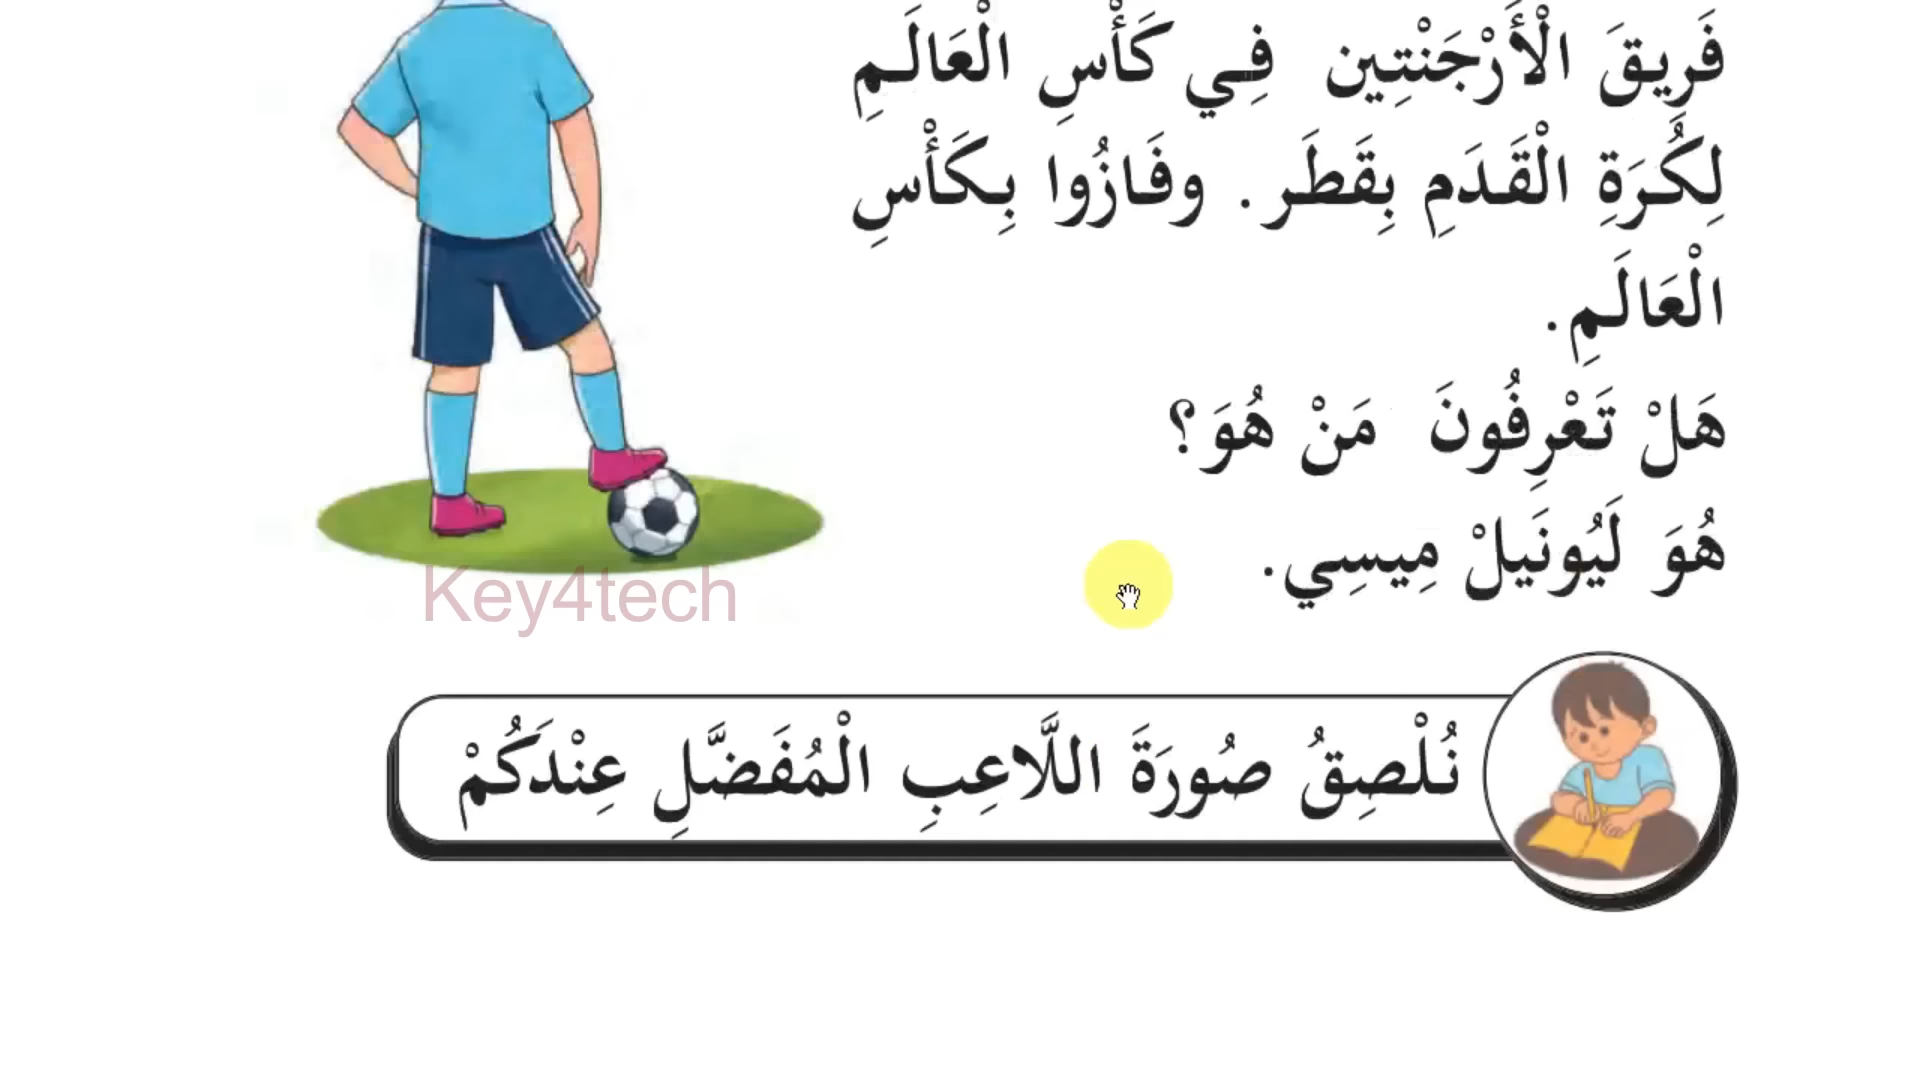 فَرِيقَ الْأَرْجَنْتِين فِي كَأْسِ الْعَالَمِ
لِكُرَةِ الْقَدَمِ بِقَطَر. وفَازُوا بِكَأْسِ
الْعَالَمِ.
هَلْ تَعْرِفُونَ مَنْ هُوَ؟
هُوَ لَيُونَيلْ مِيسِي.
Key4tech
نُلْصِقُ صُورَةَ اللَّاعِبِ الْمُفَضَّلِ عِنْدَكُمْ